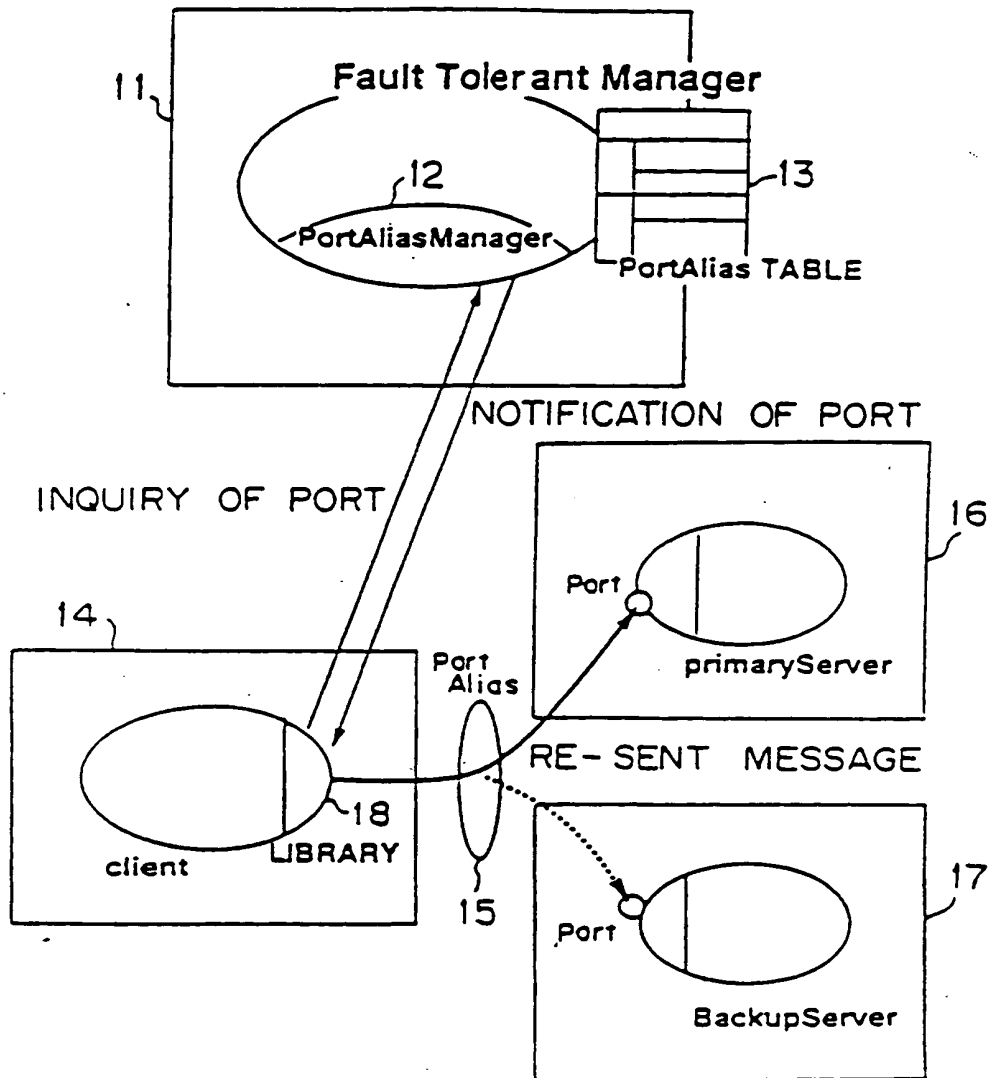 11
Fault Tolerant Manager
12
13
PortAliasManager
PortAlias TABLE
NOTIFICATION OF PORT
INQUIRY OF PORT
16
Port
primaryServer
14
Port
Alias
RE-SENT MESSAGE
18
client
LIBRARY
15
17
Port
BackupServer